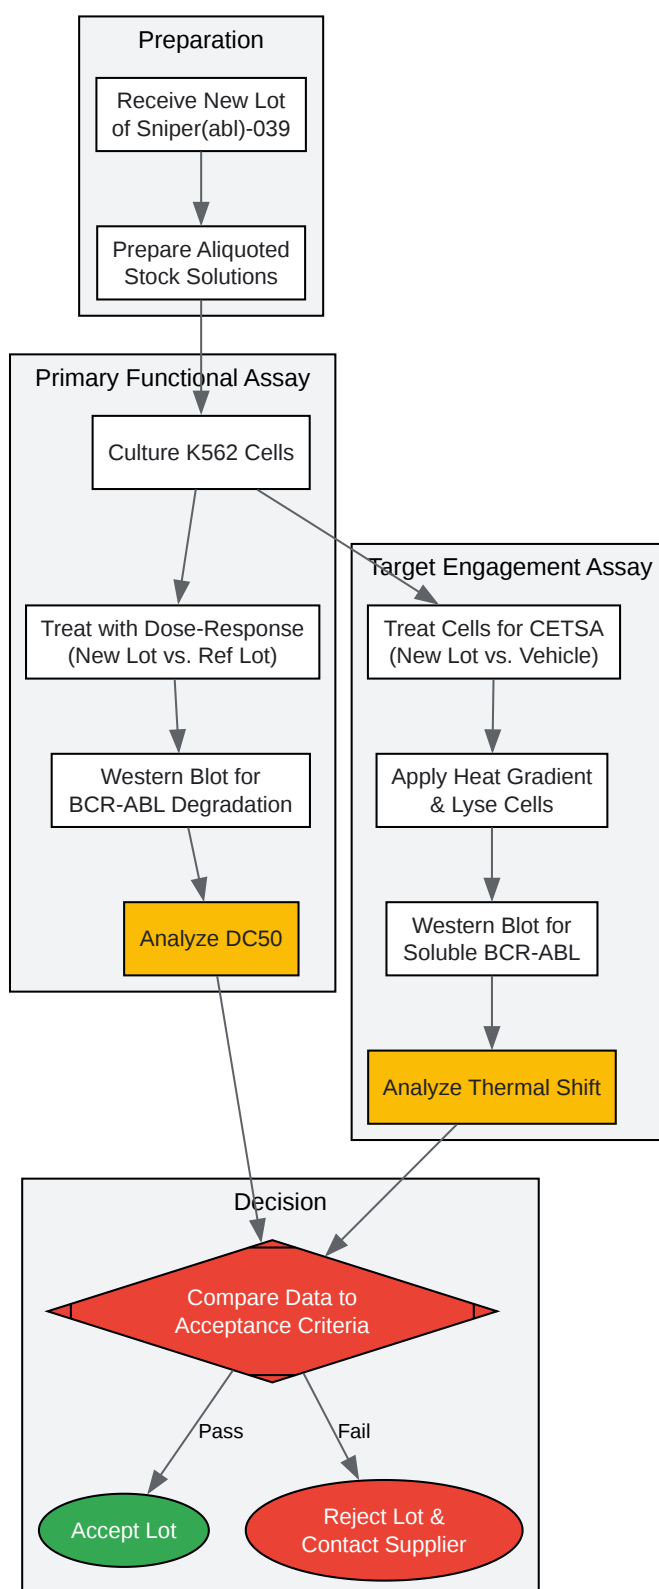 Preparation
Receive New Lot
of Sniper(abl)-039
Prepare Aliquoted
Stock Solutions
Primary Functional Assay
Culture K562 Cells
Treat with Dose-Response
(New Lot vs. Ref Lot)
Western Blot for
BCR-ABL Degradation
Analyze DC50
Target Engagement Assay
Treat Cells for CETSA
(New Lot vs. Vehicle)
Apply Heat Gradient
& Lyse Cells
Western Blot for
Soluble BCR-ABL
Analyze Thermal Shift
Decision
Compare Data to
Acceptance Criteria
Pass
Fail
Accept Lot
Reject Lot &
Contact Supplier